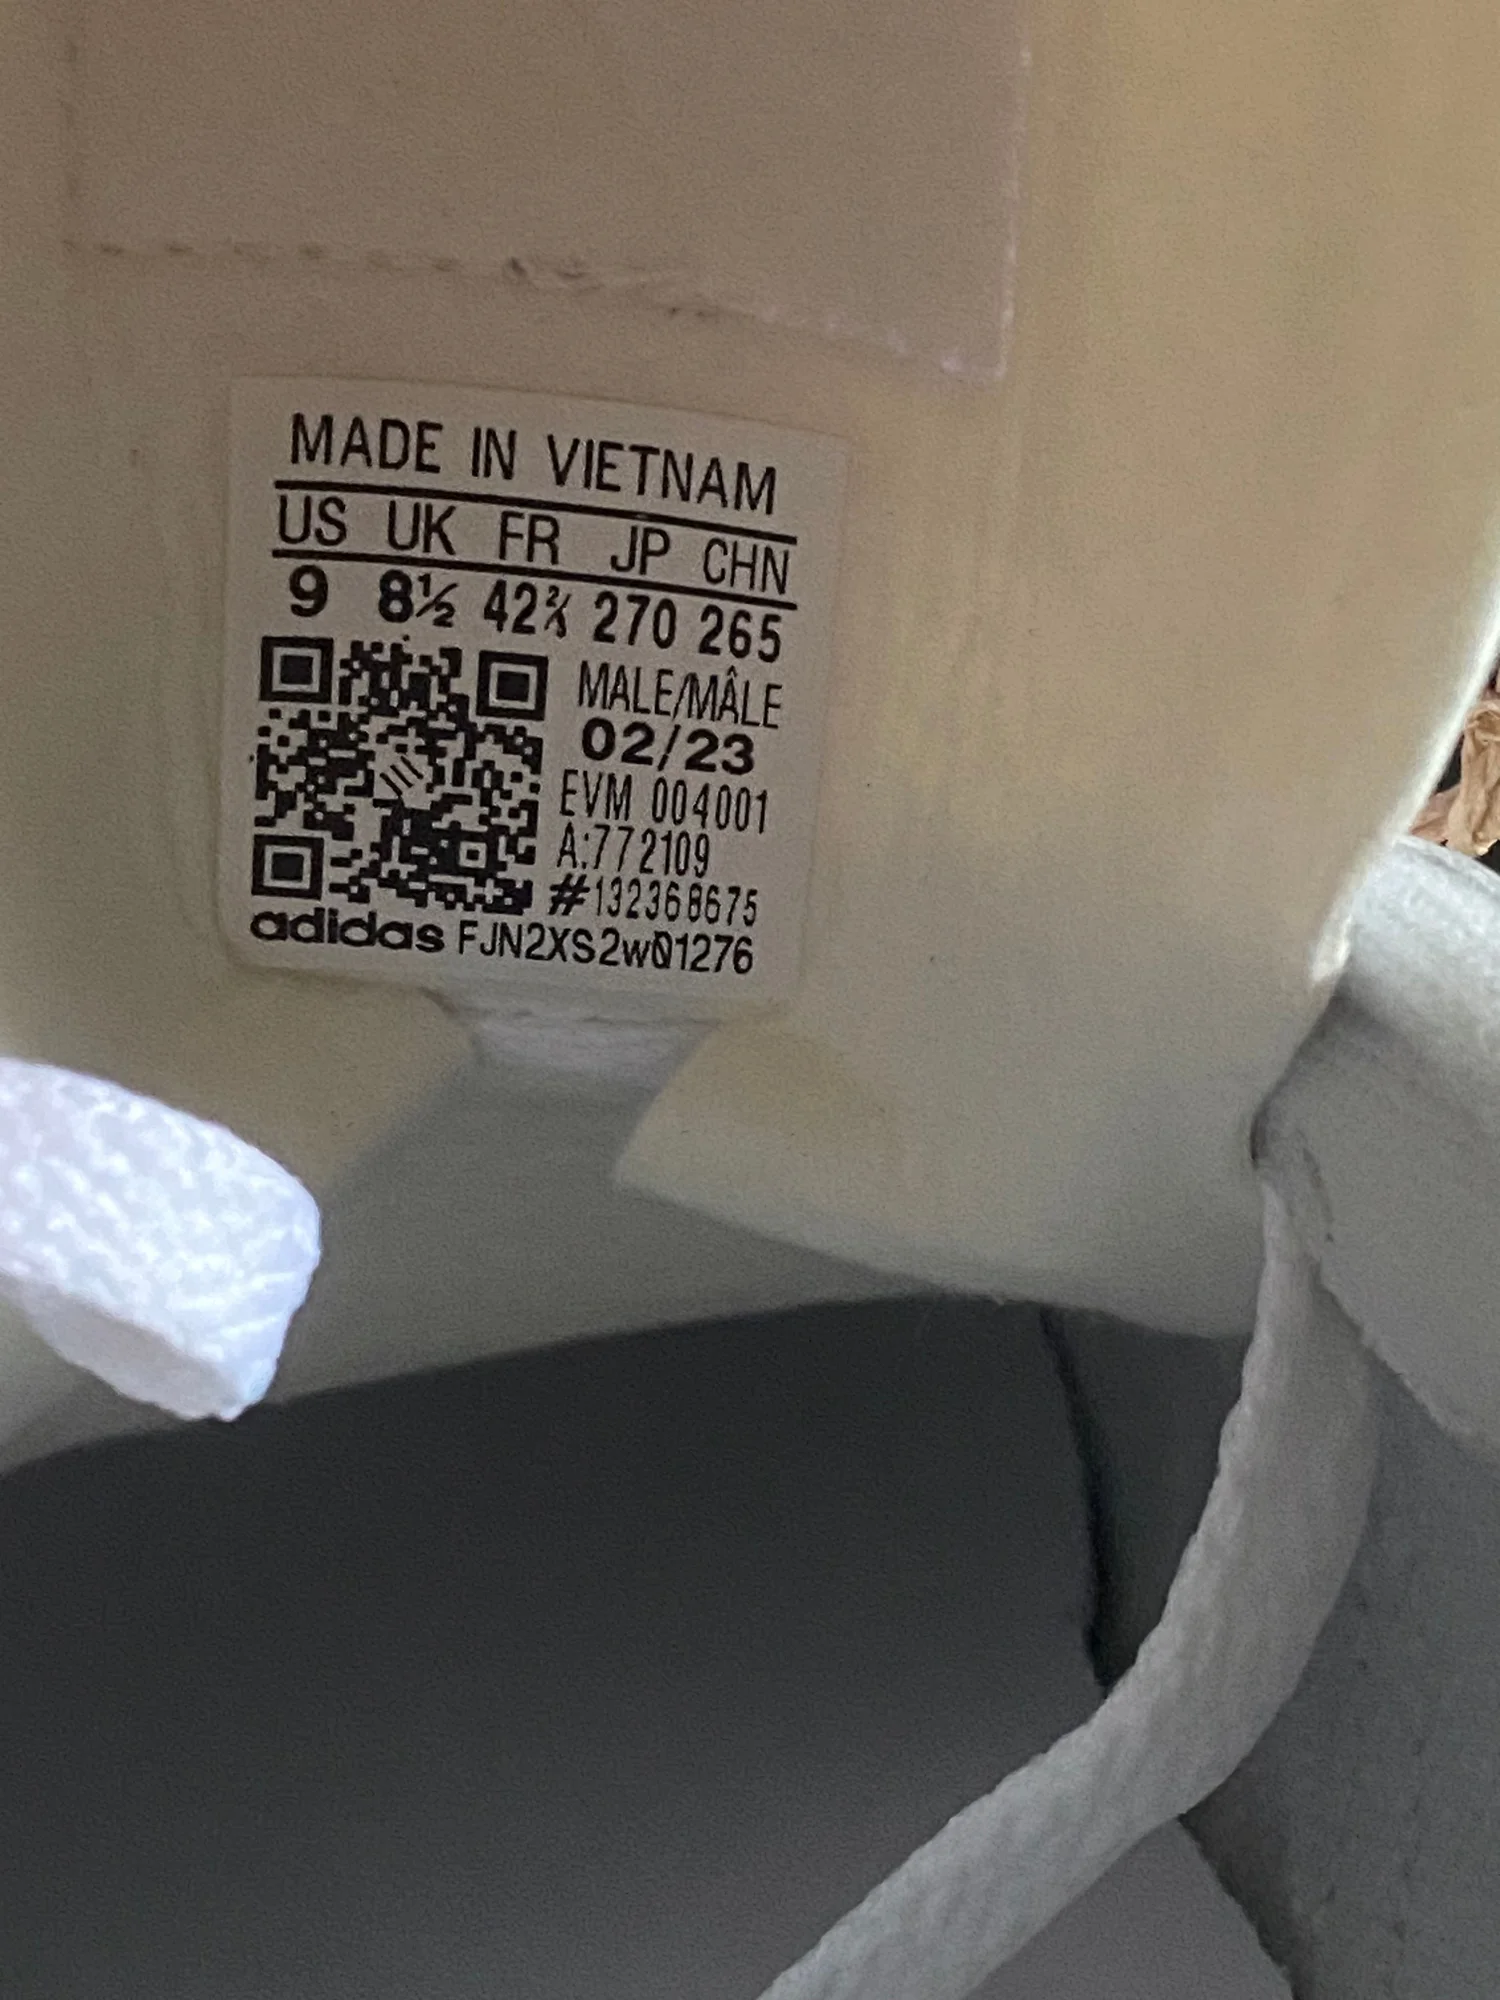 MADE IN VIETNAM
US UK FR JP CHN
9 8½ 42⅔ 270 265
MALE/MÂLE
02/23
EVM 004001
A:772109
#132368675
adidas FJN2XS2w01276